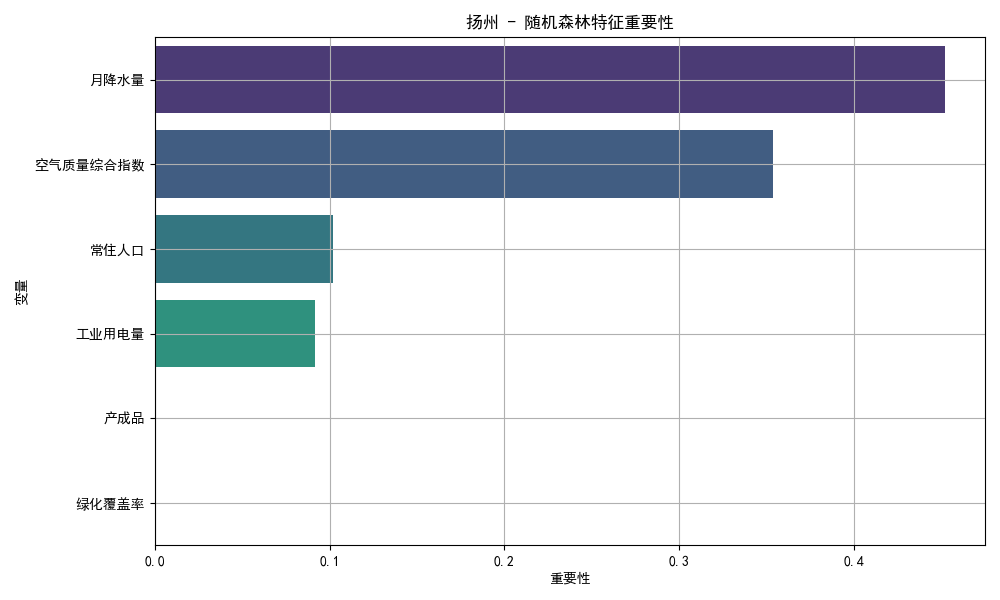 扬州 - 随机森林特征重要性
变量
月降水量
空气质量综合指数
常住人口
工业用电量
产成品
绿化覆盖率
0.0 0.1 0.2 0.3 0.4
重要性